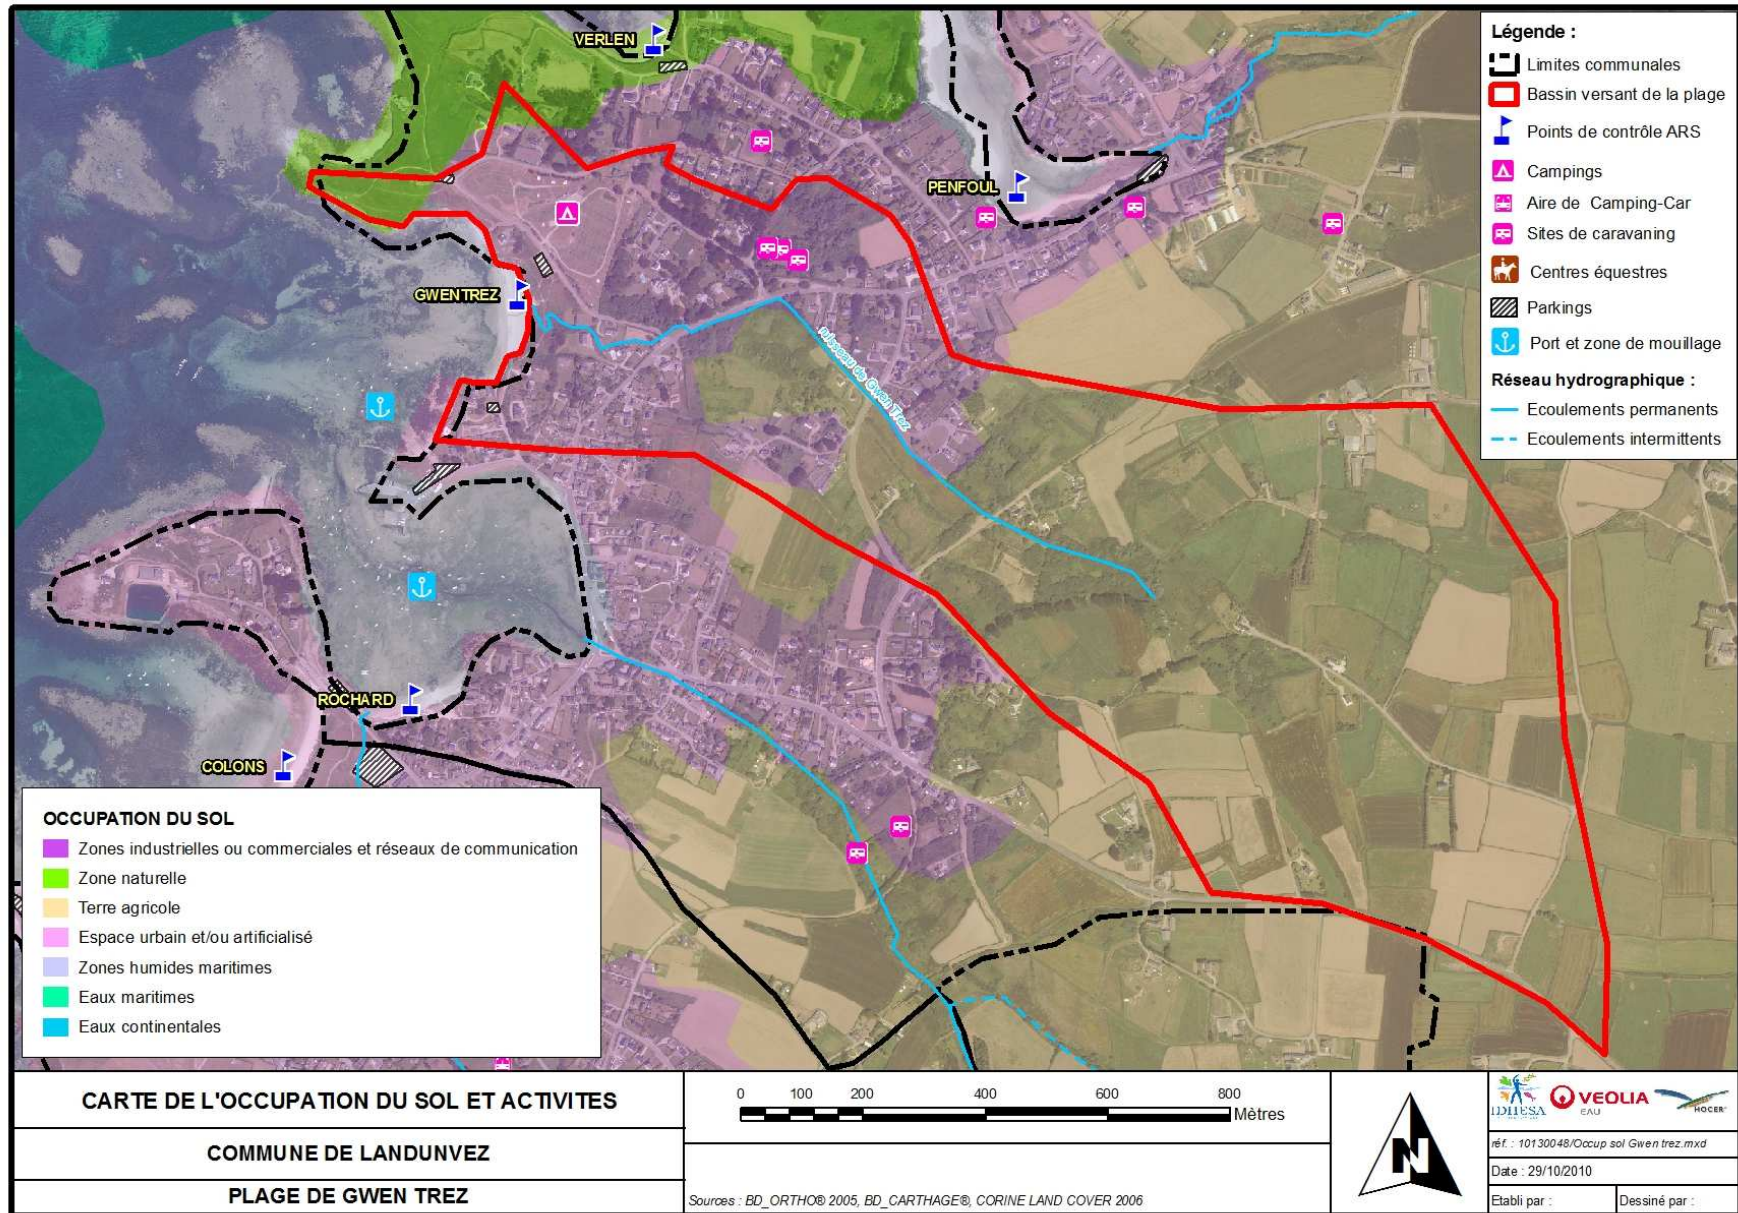 VERLEN
PENFOUL
GWENTREZ
ruisseau de Gwen Trez
ROCHARD
COLONS
Légende :
Limites communales
Bassin versant de la plage
Points de contrôle ARS
Campings
Aire de Camping-Car
Sites de caravaning
Centres équestres
Parkings
Port et zone de mouillage
Réseau hydrographique :
Ecoulements permanents
Ecoulements intermittents
OCCUPATION DU SOL
Zones industrielles ou commerciales et réseaux de communication
Zone naturelle
Terre agricole
Espace urbain et/ou artificialisé
Zones humides maritimes
Eaux maritimes
Eaux continentales
CARTE DE L'OCCUPATION DU SOL ET ACTIVITES
COMMUNE DE LANDUNVEZ
PLAGE DE GWEN TREZ
0 100 200 400 600 800
Mètres
Sources : BD_ORTHO® 2005, BD_CARTHAGE®, CORINE LAND COVER 2006
N
IDHESA
VEOLIA
EAU
HOCER
réf. : 10130048/Occup sol Gwen trez.mxd
Date : 29/10/2010
Etabli par :
Dessiné par :